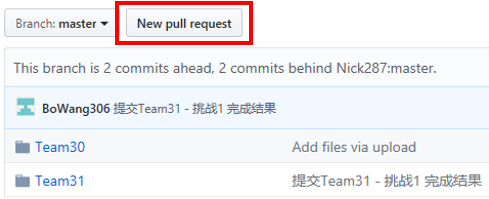 Branch: master New pull request
This branch is 2 commits ahead, 2 commits behind Nick287:master.
BoWang306 提交Team31 - 挑战1 完成结果
Team30 Add files via upload
Team31 提交Team31 - 挑战1 完成结果